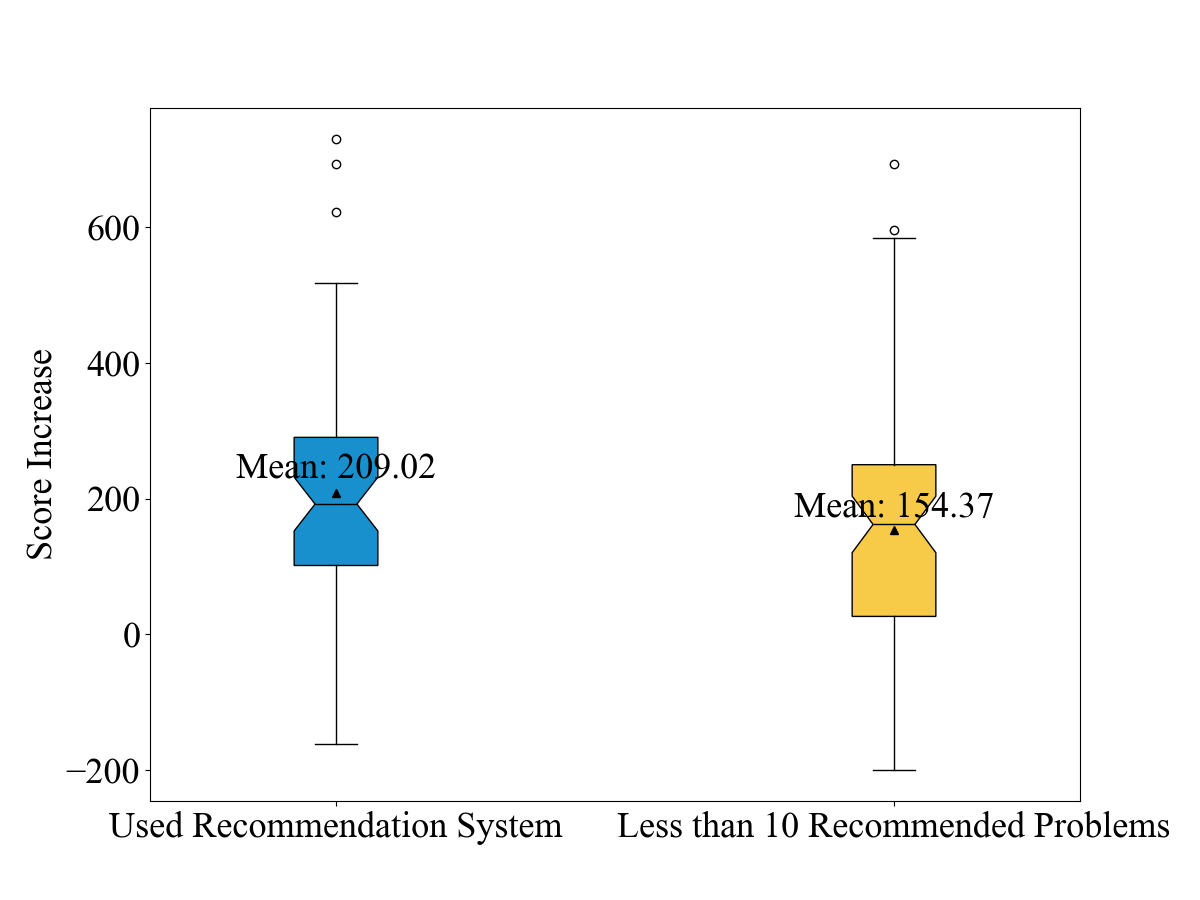 600
400
200
0
−200
Score Increase
Mean: 209.02
Mean: 154.37
Used Recommendation System
Less than 10 Recommended Problems